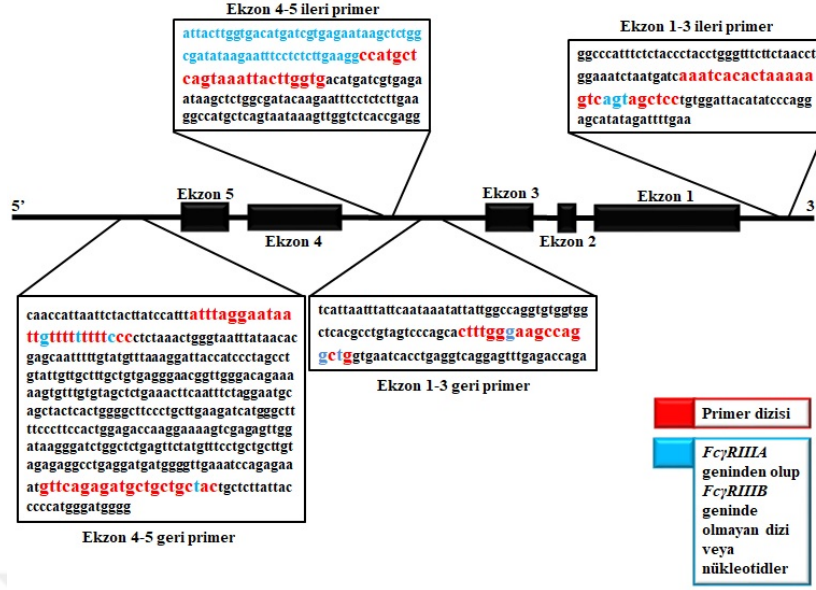 Ekzon 4-5 ileri primer
attacttggtgacatgatcgtgagaataagctctgg
cgatataagaatttcctctcttgaaggccatgct
cagtaaattacttggtgacatgatcgtgaga
ataagctctggcgatacaagaatttcctctcttgaa
ggccatgctcagtaataaagttggtctcaccgagg
Ekzon 1-3 ileri primer
ggcccatttctctaccctacctgggtttcttctaacct
ggaaatctaatgatcaaatcacactaaaaa
gtcagtagctcctgtggattacatatcccagg
agcatatagattttgaa
5’
Ekzon 5
Ekzon 4
Ekzon 3
Ekzon 2
Ekzon 1
3
caaccattaattctacttatccatttatttaggaataa
ttgtttttttttcccctctaaactgggtaatttataacac
gagcaatttttgtatgtttaaaggattaccatccctagcct
gtattgttgctttgctgtgagggaacggttgggacagaaa
aagtgtttgtgtagctctgaaacttcaatttctaggaatgc
agctactcactggggcttccctgcttgaagatcatgggctt
ttcccttccactggagaccaaggaaaagtcgagagttgg
ataagggatctggctctgagttctatgtttcctgctgcttgt
agagaggcctgaggatgatggggttgaaatccagagaa
atgttcagagatgctgctgctactgctcttattac
ccccatgggatgggg
Ekzon 4-5 geri primer
tcattaatttattcaataaatattattggccaggtgtggtgg
ctcacgcctgtagtcccagcactttgggaagccag
gctggtgaatcacctgaggtcaggagtttgagaccaga
Ekzon 1-3 geri primer
Primer dizisi
FcγRIIIA
geninden olup
FcγRIIIB
geninde
olmayan dizi
veya
nükleotidler